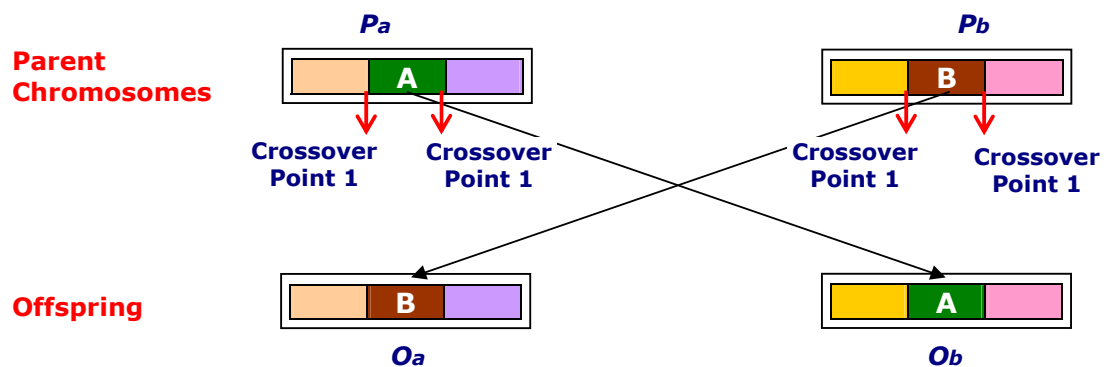 Pa
Pb
Parent
Chromosomes
A
B
Crossover
Point 1
Crossover
Point 1
Crossover
Point 1
Crossover
Point 1
Offspring
B
A
Oa
Ob